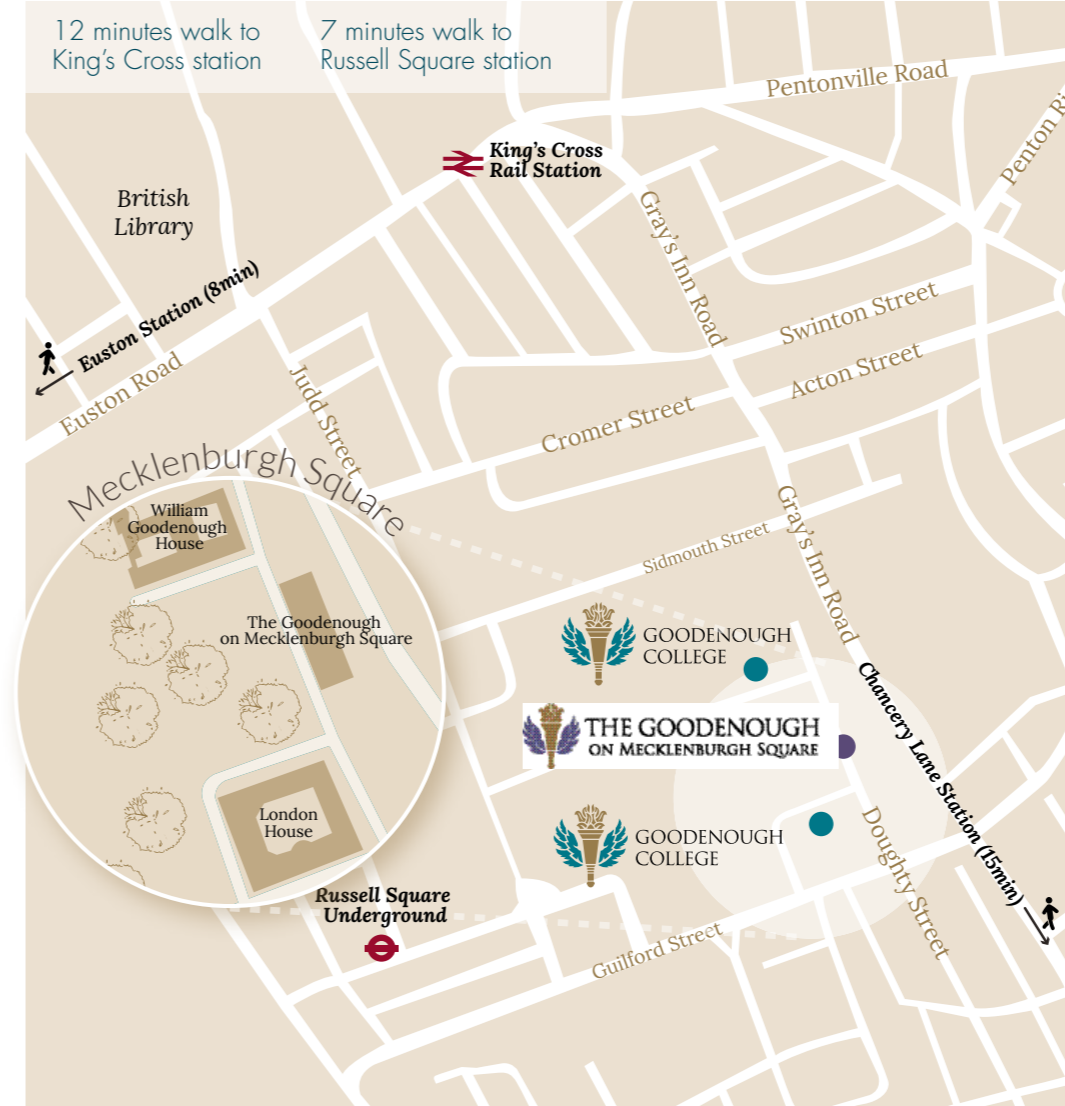 12 minutes walk to
King's Cross station
7 minutes walk to
Russell Square station
Pentonville Road
King's Cross
Rail Station
British
Library
Gray's Inn Road
Euston Station (8min)
Swinton Street
Euston Road
Judd Street
Acton Street
Cromer Street
Mecklenburgh Square
William
Goodenough
House
Gray's Inn Road
Sidmouth Street
The Goodenough
on Mecklenburgh Square
GOODENOUGH
COLLEGE
Chancery Lane Station (15min)
THE GOODENOUGH
ON MECKLENBURGH SQUARE
London
House
GOODENOUGH
COLLEGE
Doughty Street
Russell Square
Underground
Guilford Street